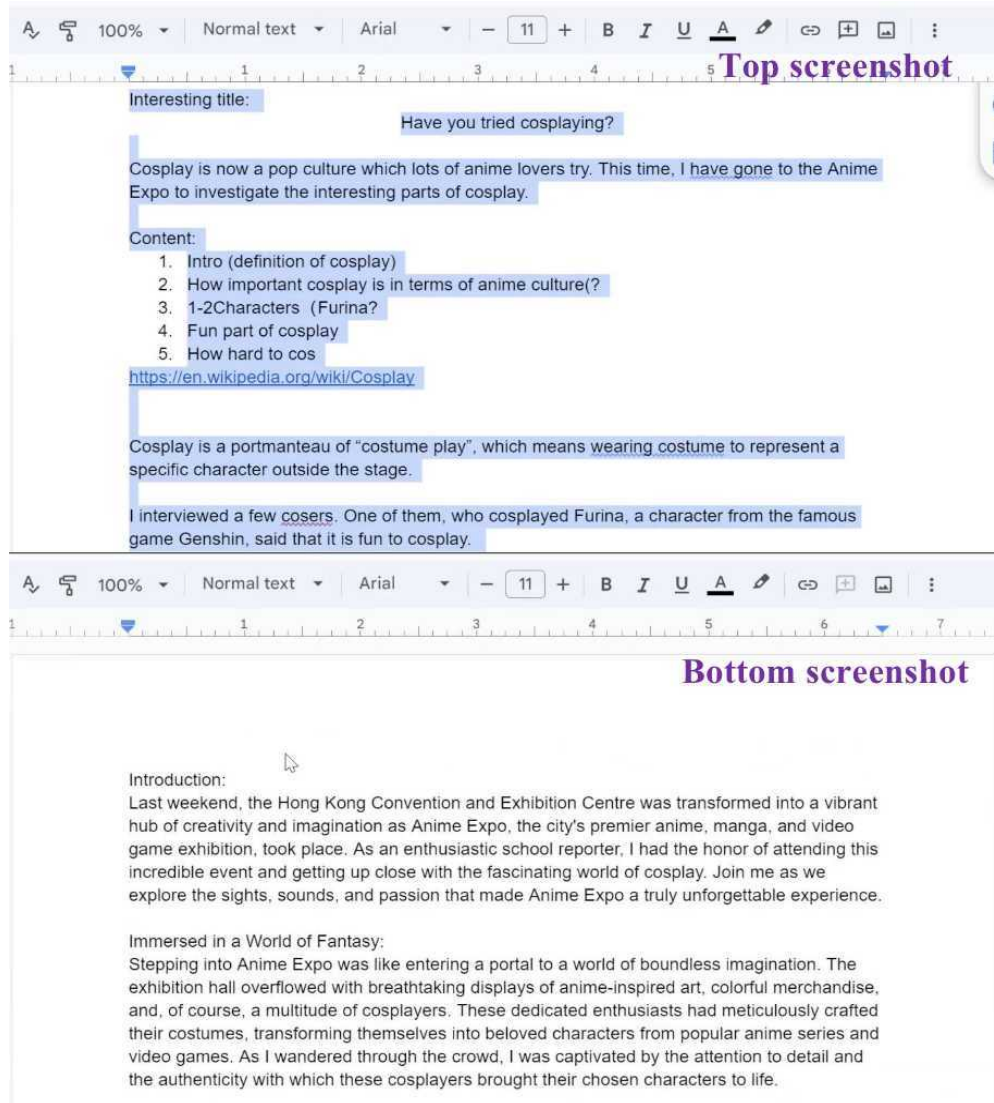 100% Normal text Arial 11 B I U A
1 1 2 3 4 5
Top screenshot
Interesting title:
Have you tried cosplaying?
Cosplay is now a pop culture which lots of anime lovers try. This time, I have gone to the Anime
Expo to investigate the interesting parts of cosplay.
Content:
1. Intro (definition of cosplay)
2. How important cosplay is in terms of anime culture(?
3. 1-2Characters（Furina?
4. Fun part of cosplay
5. How hard to cos
https://en.wikipedia.org/wiki/Cosplay
Cosplay is a portmanteau of “costume play”, which means wearing costume to represent a
specific character outside the stage.
I interviewed a few cosers. One of them, who cosplayed Furina, a character from the famous
game Genshin, said that it is fun to cosplay.
100% Normal text Arial 11 B I U A
1 1 2 3 4 5 6 7
Bottom screenshot
Introduction:
Last weekend, the Hong Kong Convention and Exhibition Centre was transformed into a vibrant
hub of creativity and imagination as Anime Expo, the city's premier anime, manga, and video
game exhibition, took place. As an enthusiastic school reporter, I had the honor of attending this
incredible event and getting up close with the fascinating world of cosplay. Join me as we
explore the sights, sounds, and passion that made Anime Expo a truly unforgettable experience.
Immersed in a World of Fantasy:
Stepping into Anime Expo was like entering a portal to a world of boundless imagination. The
exhibition hall overflowed with breathtaking displays of anime-inspired art, colorful merchandise,
and, of course, a multitude of cosplayers. These dedicated enthusiasts had meticulously crafted
their costumes, transforming themselves into beloved characters from popular anime series and
video games. As I wandered through the crowd, I was captivated by the attention to detail and
the authenticity with which these cosplayers brought their chosen characters to life.